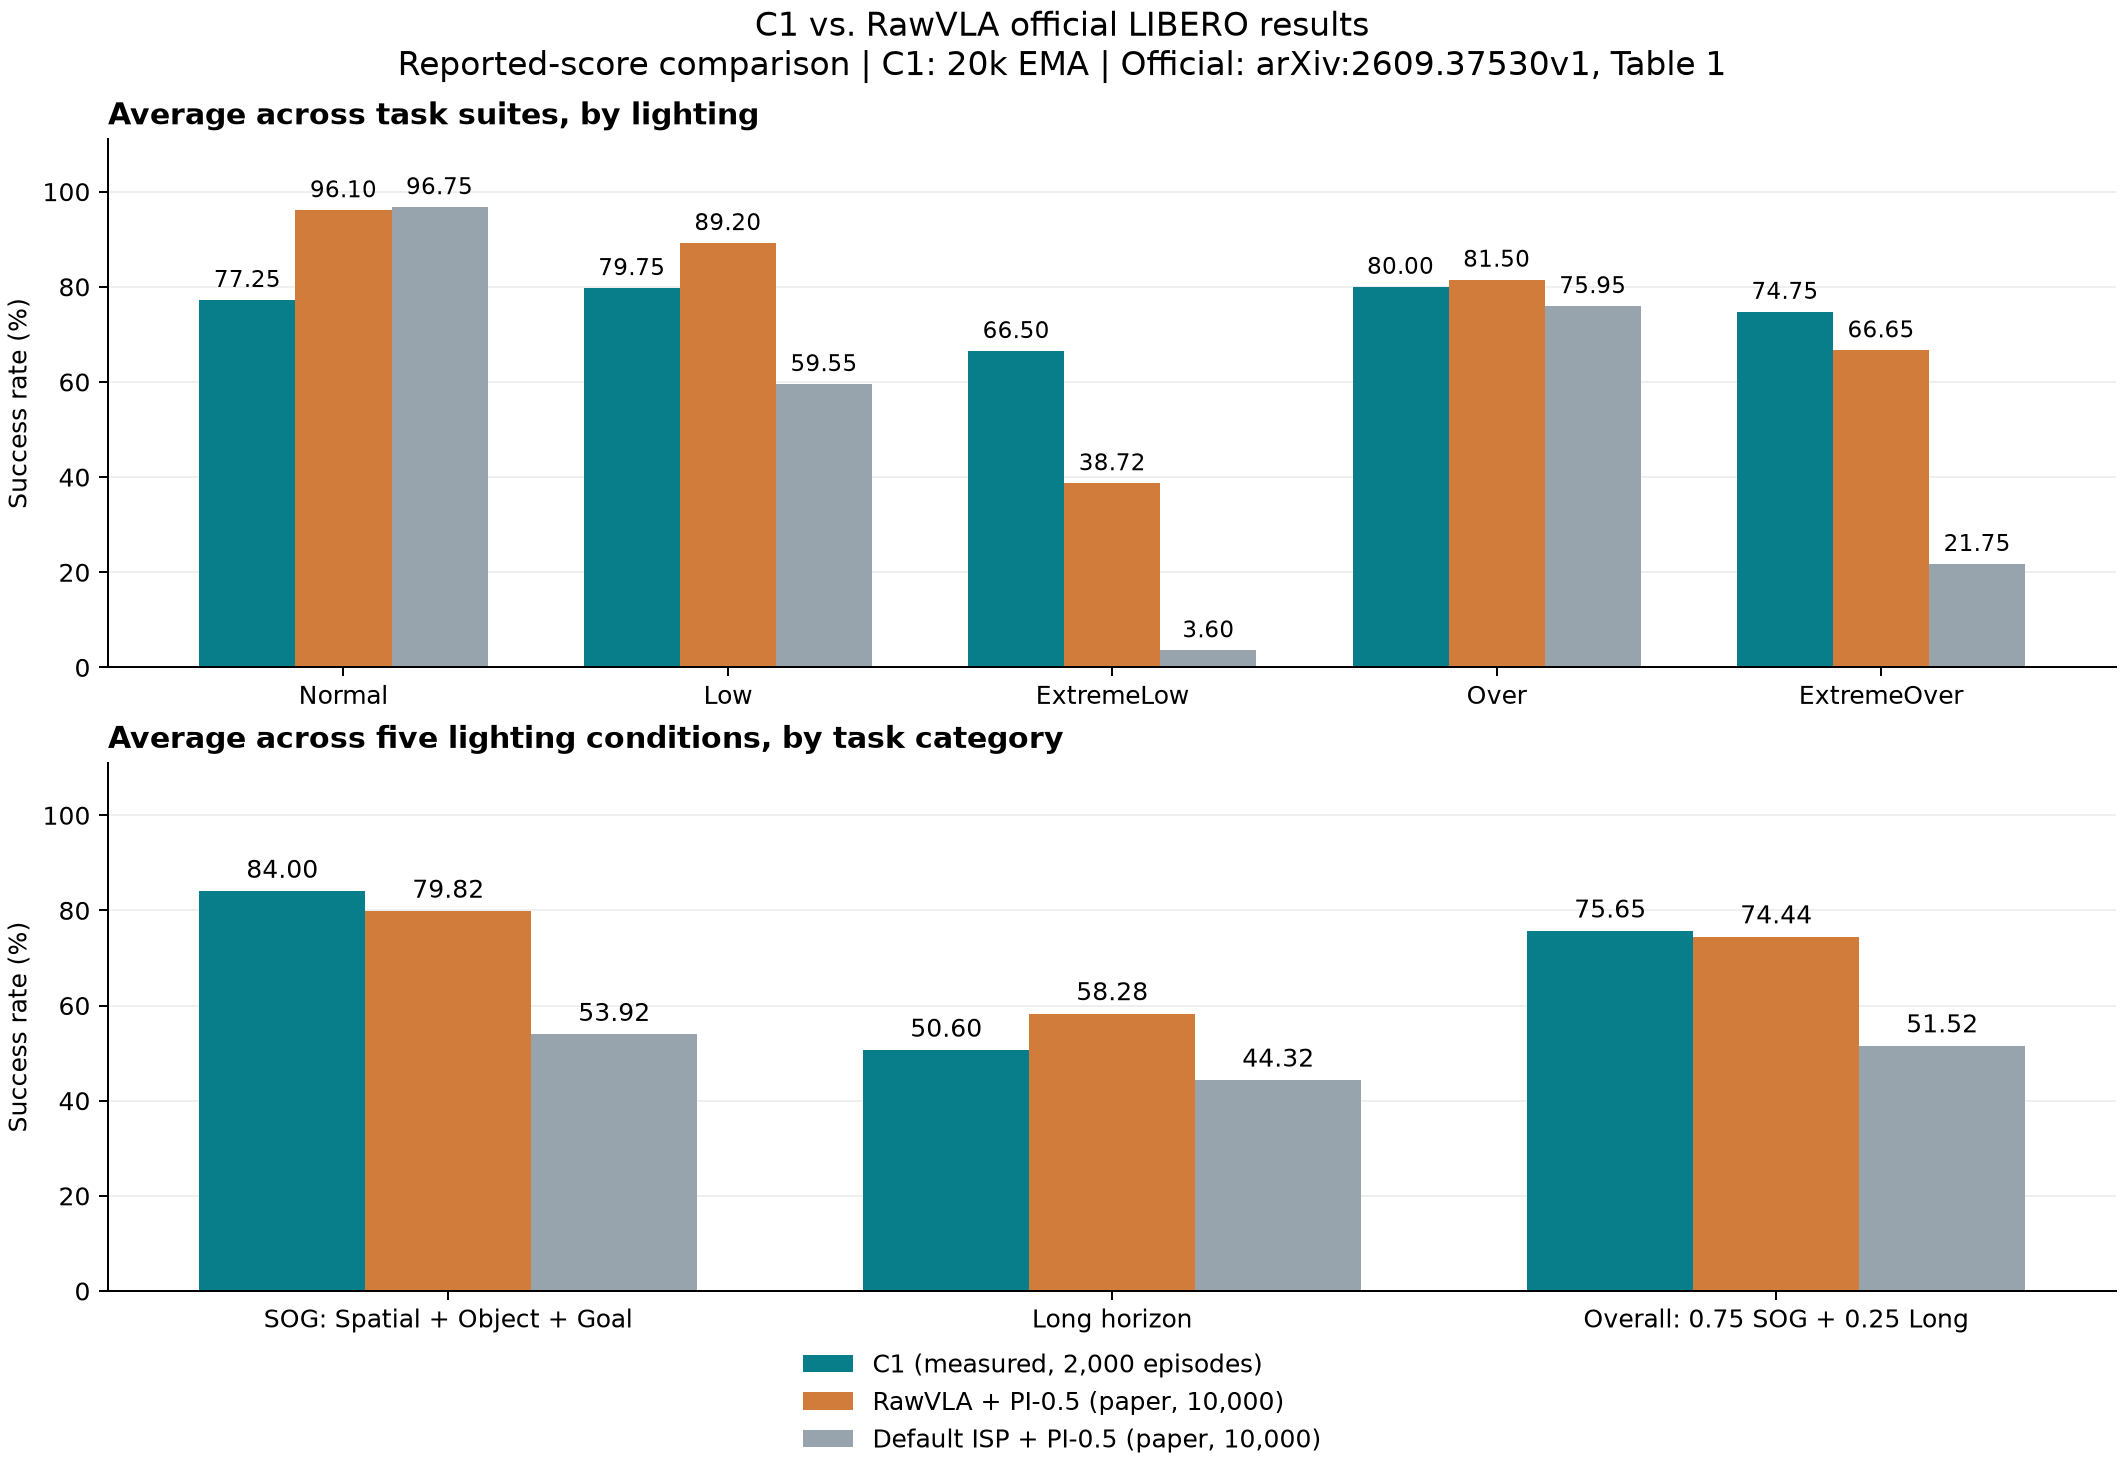 C1 vs. RawVLA official LIBERO results
Reported-score comparison | C1: 20k EMA | Official: arXiv:2609.37530v1, Table 1
Average across task suites, by lighting
Success rate (%)
100
80
60
40
20
0
77.25
96.10
96.75
79.75
89.20
59.55
66.50
38.72
3.60
80.00
81.50
75.95
74.75
66.65
21.75
Normal
Low
ExtremeLow
Over
ExtremeOver
Average across five lighting conditions, by task category
Success rate (%)
100
80
60
40
20
0
84.00
79.82
53.92
50.60
58.28
44.32
75.65
74.44
51.52
SOG: Spatial + Object + Goal
Long horizon
Overall: 0.75 SOG + 0.25 Long
C1 (measured, 2,000 episodes)
RawVLA + PI-0.5 (paper, 10,000)
Default ISP + PI-0.5 (paper, 10,000)